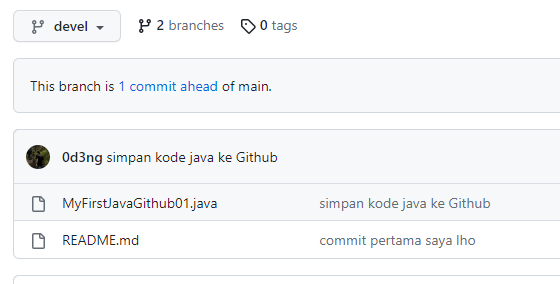 devel 2 branches 0 tags
This branch is 1 commit ahead of main.
0d3ng simpan kode java ke Github
MyFirstJavaGithub01.java simpan kode java ke Github
README.md commit pertama saya lho